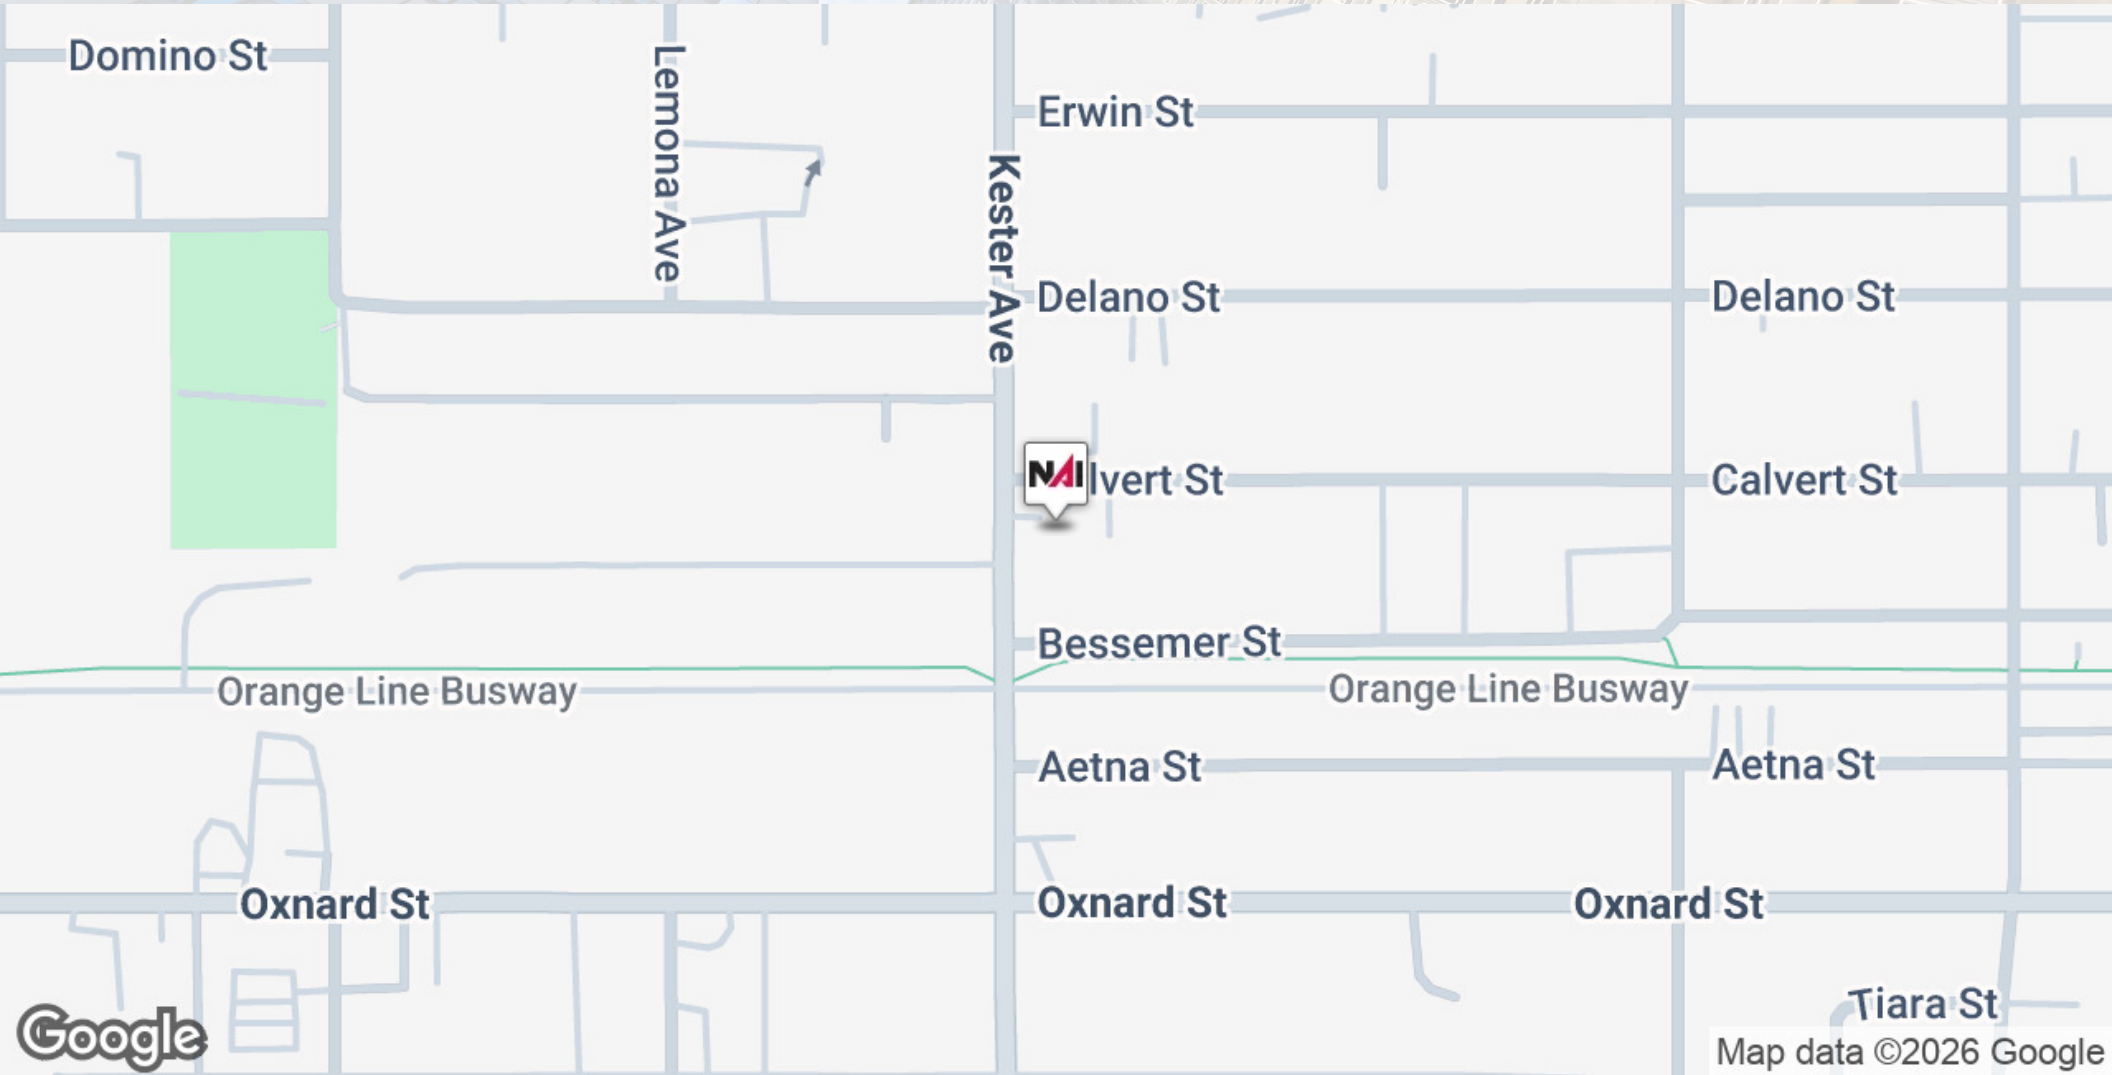 Domino St
Lemona Ave
Erwin St
Kester Ave
Delano St
Delano St
NAI
lvert St
Calvert St
Bessemer St
Orange Line Busway
Orange Line Busway
Aetna St
Aetna St
Oxnard St
Oxnard St
Oxnard St
Tiara St
Google
Map data ©2026 Google